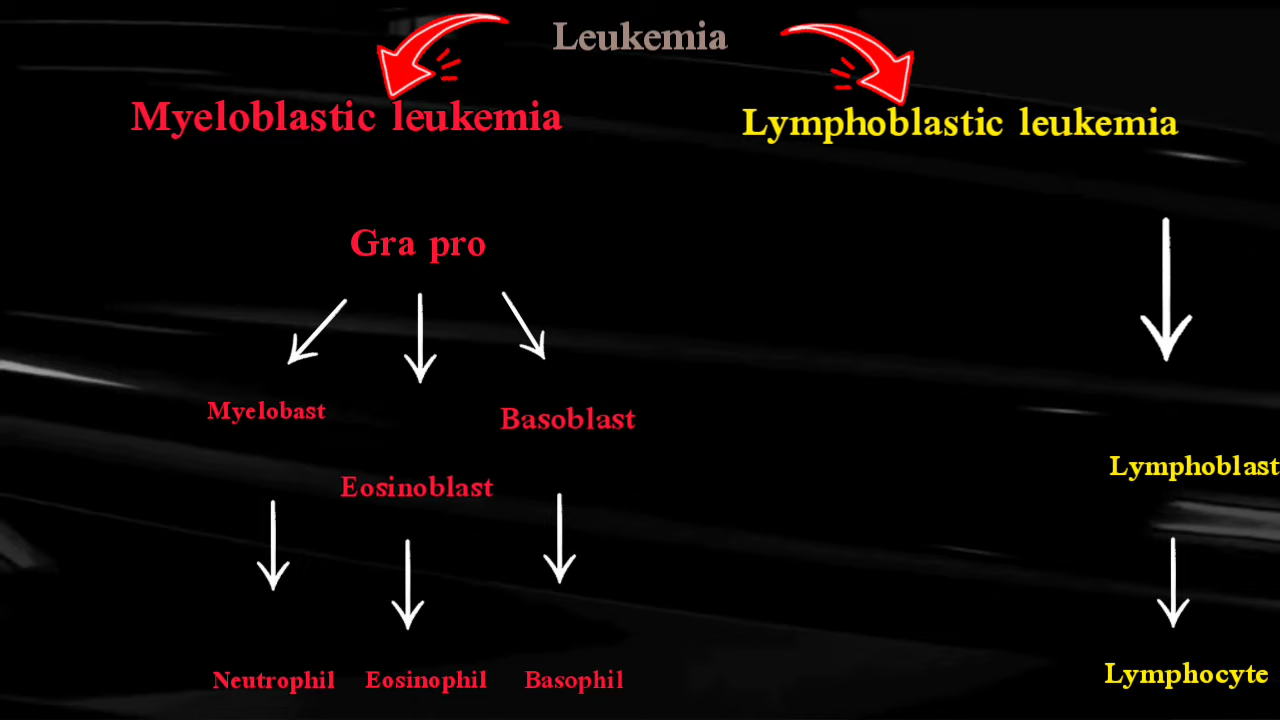 Leukemia
Myeloblastic leukemia
Lymphoblastic leukemia
Gra pro
Myelobast
Basoblast
Eosinoblast
Lymphoblast
Neutrophil
Eosinophil
Basophil
Lymphocyte